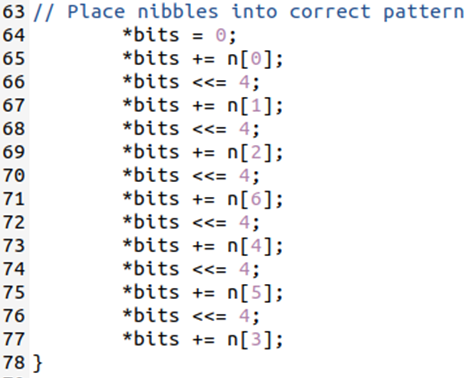 63 // Place nibbles into correct pattern
64 *bits = 0;
65 *bits += n[0];
66 *bits <<= 4;
67 *bits += n[1];
68 *bits <<= 4;
69 *bits += n[2];
70 *bits <<= 4;
71 *bits += n[6];
72 *bits <<= 4;
73 *bits += n[4];
74 *bits <<= 4;
75 *bits += n[5];
76 *bits <<= 4;
77 *bits += n[3];
78 }